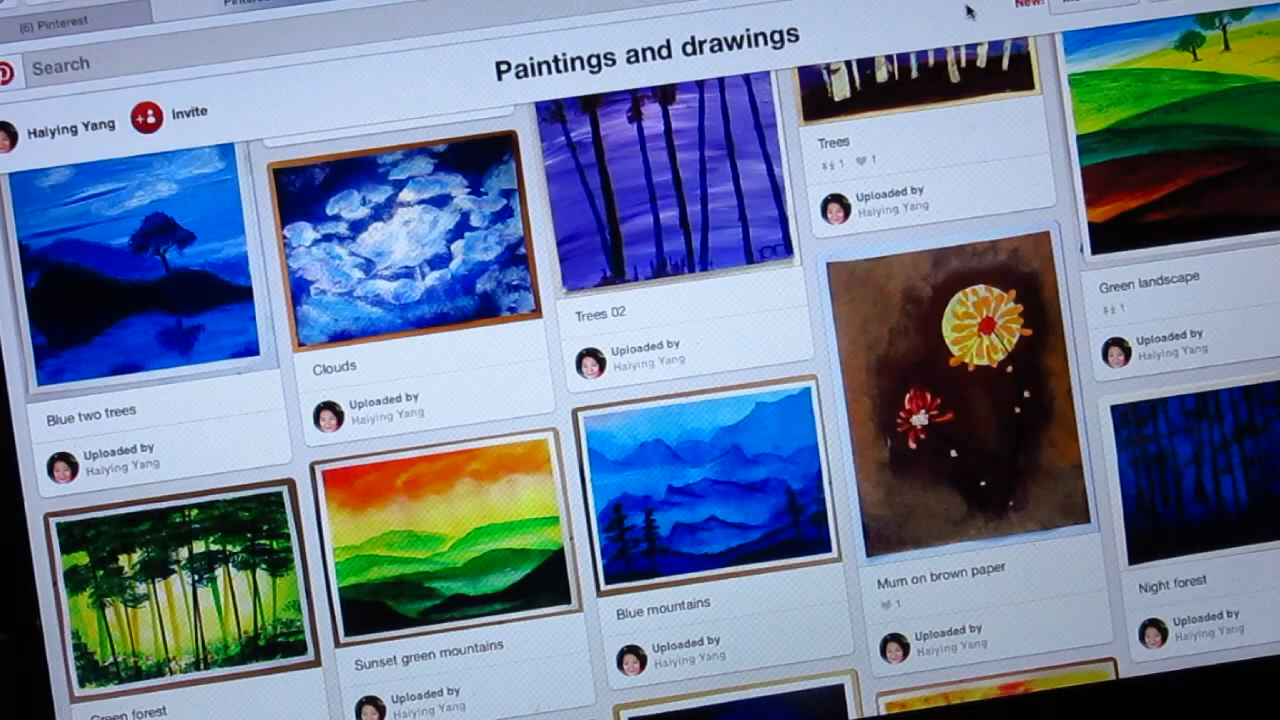 (6) Pinterest
Search
New!
Paintings and drawings
Haiying Yang
Invite
Blue two trees
Uploaded by
Haiying Yang
Green forest
Clouds
Uploaded by
Haiying Yang
Sunset green mountains
Uploaded by
Haiying Yang
Trees 02
Uploaded by
Haiying Yang
Blue mountains
Uploaded by
Haiying Yang
Trees
1 1
Uploaded by
Haiying Yang
Mum on brown paper
1
Uploaded by
Haiying Yang
Green landscape
1
Uploaded by
Haiying Yang
Night forest
Uploaded by
Haiying Yang